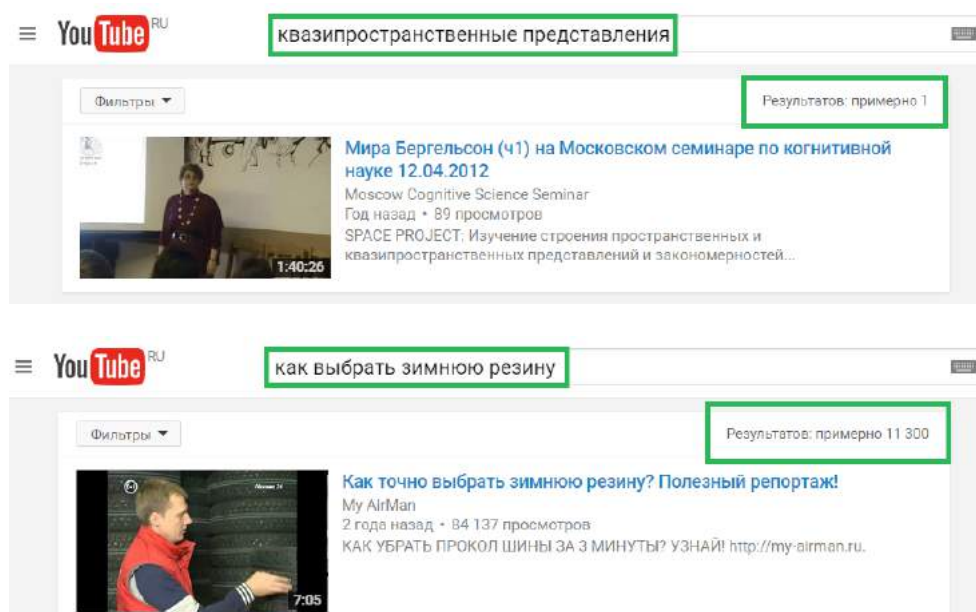 YouTube RU
квазипространственные представления
Фильтры
Результатов: примерно 1
Мира Бергельсон (ч1) на Московском семинаре по когнитивной
науке 12.04.2012
Moscow Cognitive Science Seminar
Год назад • 89 просмотров
SPACE PROJECT: Изучение строения пространственных и
квазипространственных представлений и закономерностей...
1:40:26
YouTube RU
как выбрать зимнюю резину
Фильтры
Результатов: примерно 11 300
Как точно выбрать зимнюю резину? Полезный репортаж!
My AirMan
2 года назад • 84 137 просмотров
КАК УБРАТЬ ПРОКОЛ ШИНЫ ЗА 3 МИНУТЫ? УЗНАЙ! http://my-airman.ru.
7:05